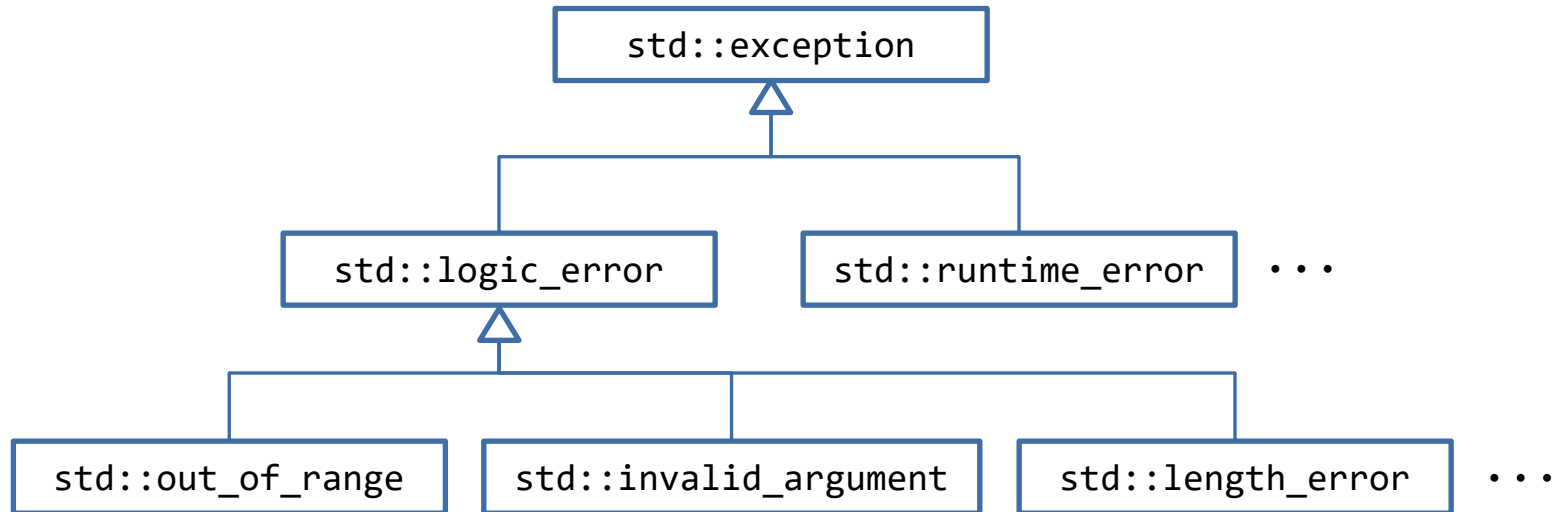 std::exception
std::logic_error std::runtime_error ...
std::out_of_range std::invalid_argument std::length_error ...